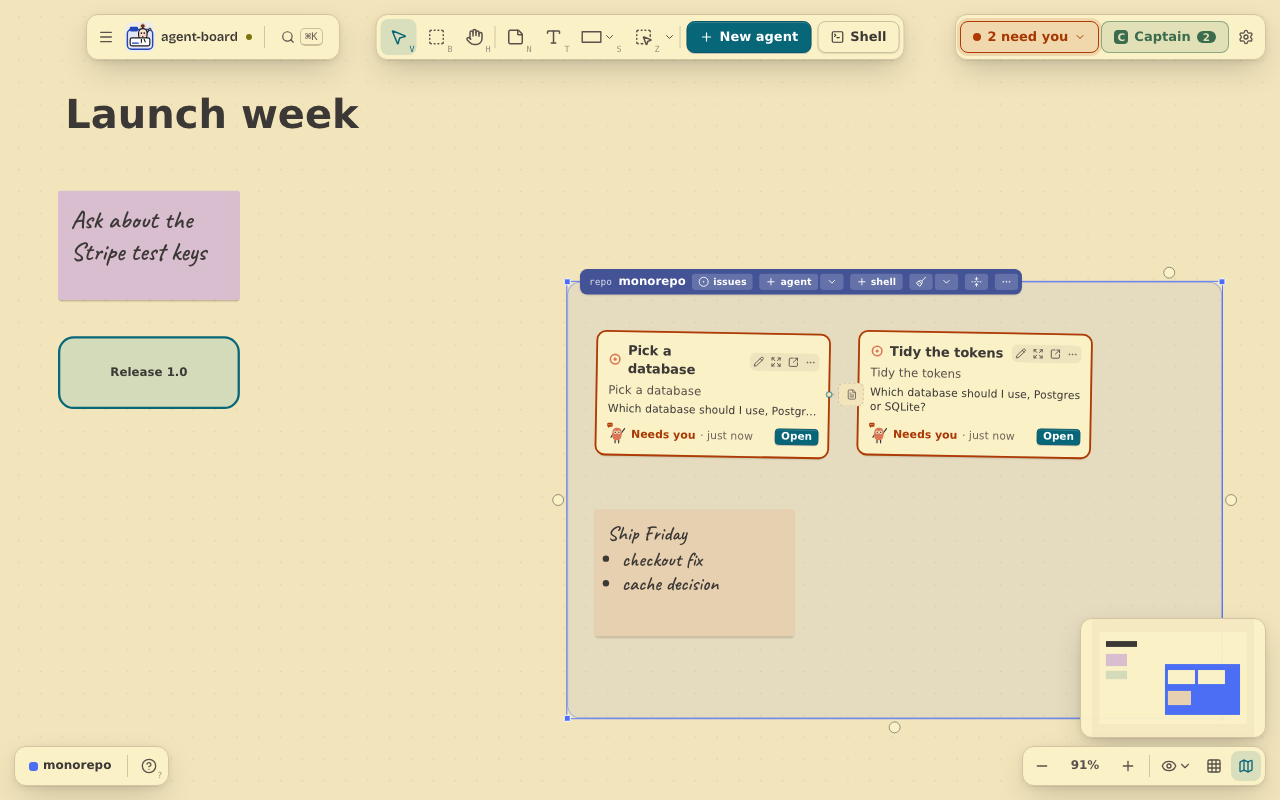 agent-board
⌘K
V
B
H
N
T
S
Z
+ New agent
Shell
2 need you
C Captain 2
Launch week
Ask about the
Stripe test keys
Release 1.0
repo monorepo issues + agent + shell
Pick a
database
Pick a database
Which database should I use, Postgr...
Needs you · just now Open
Tidy the tokens
Tidy the tokens
Which database should I use, Postgres
or SQLite?
Needs you · just now Open
Ship Friday
• checkout fix
• cache decision
monorepo
?
91%